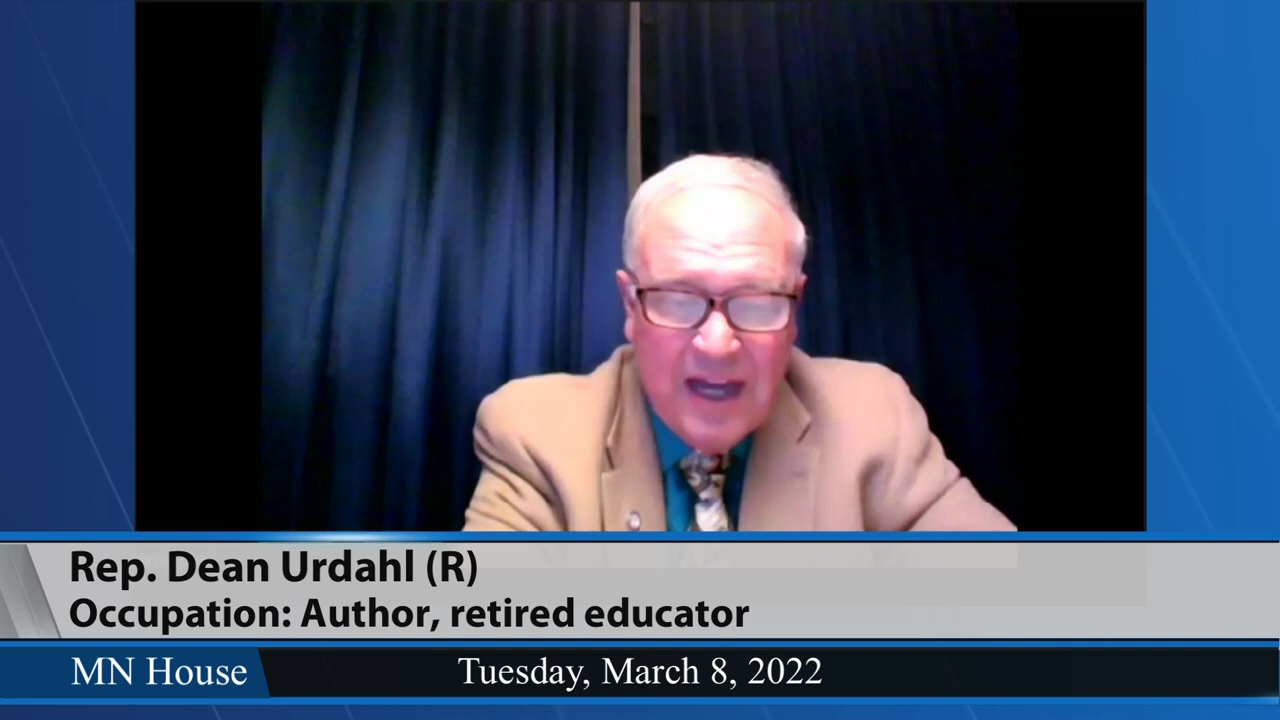 Rep. Dean Urdahl (R)
Occupation: Author, retired educator
MN House
Tuesday, March 8, 2022